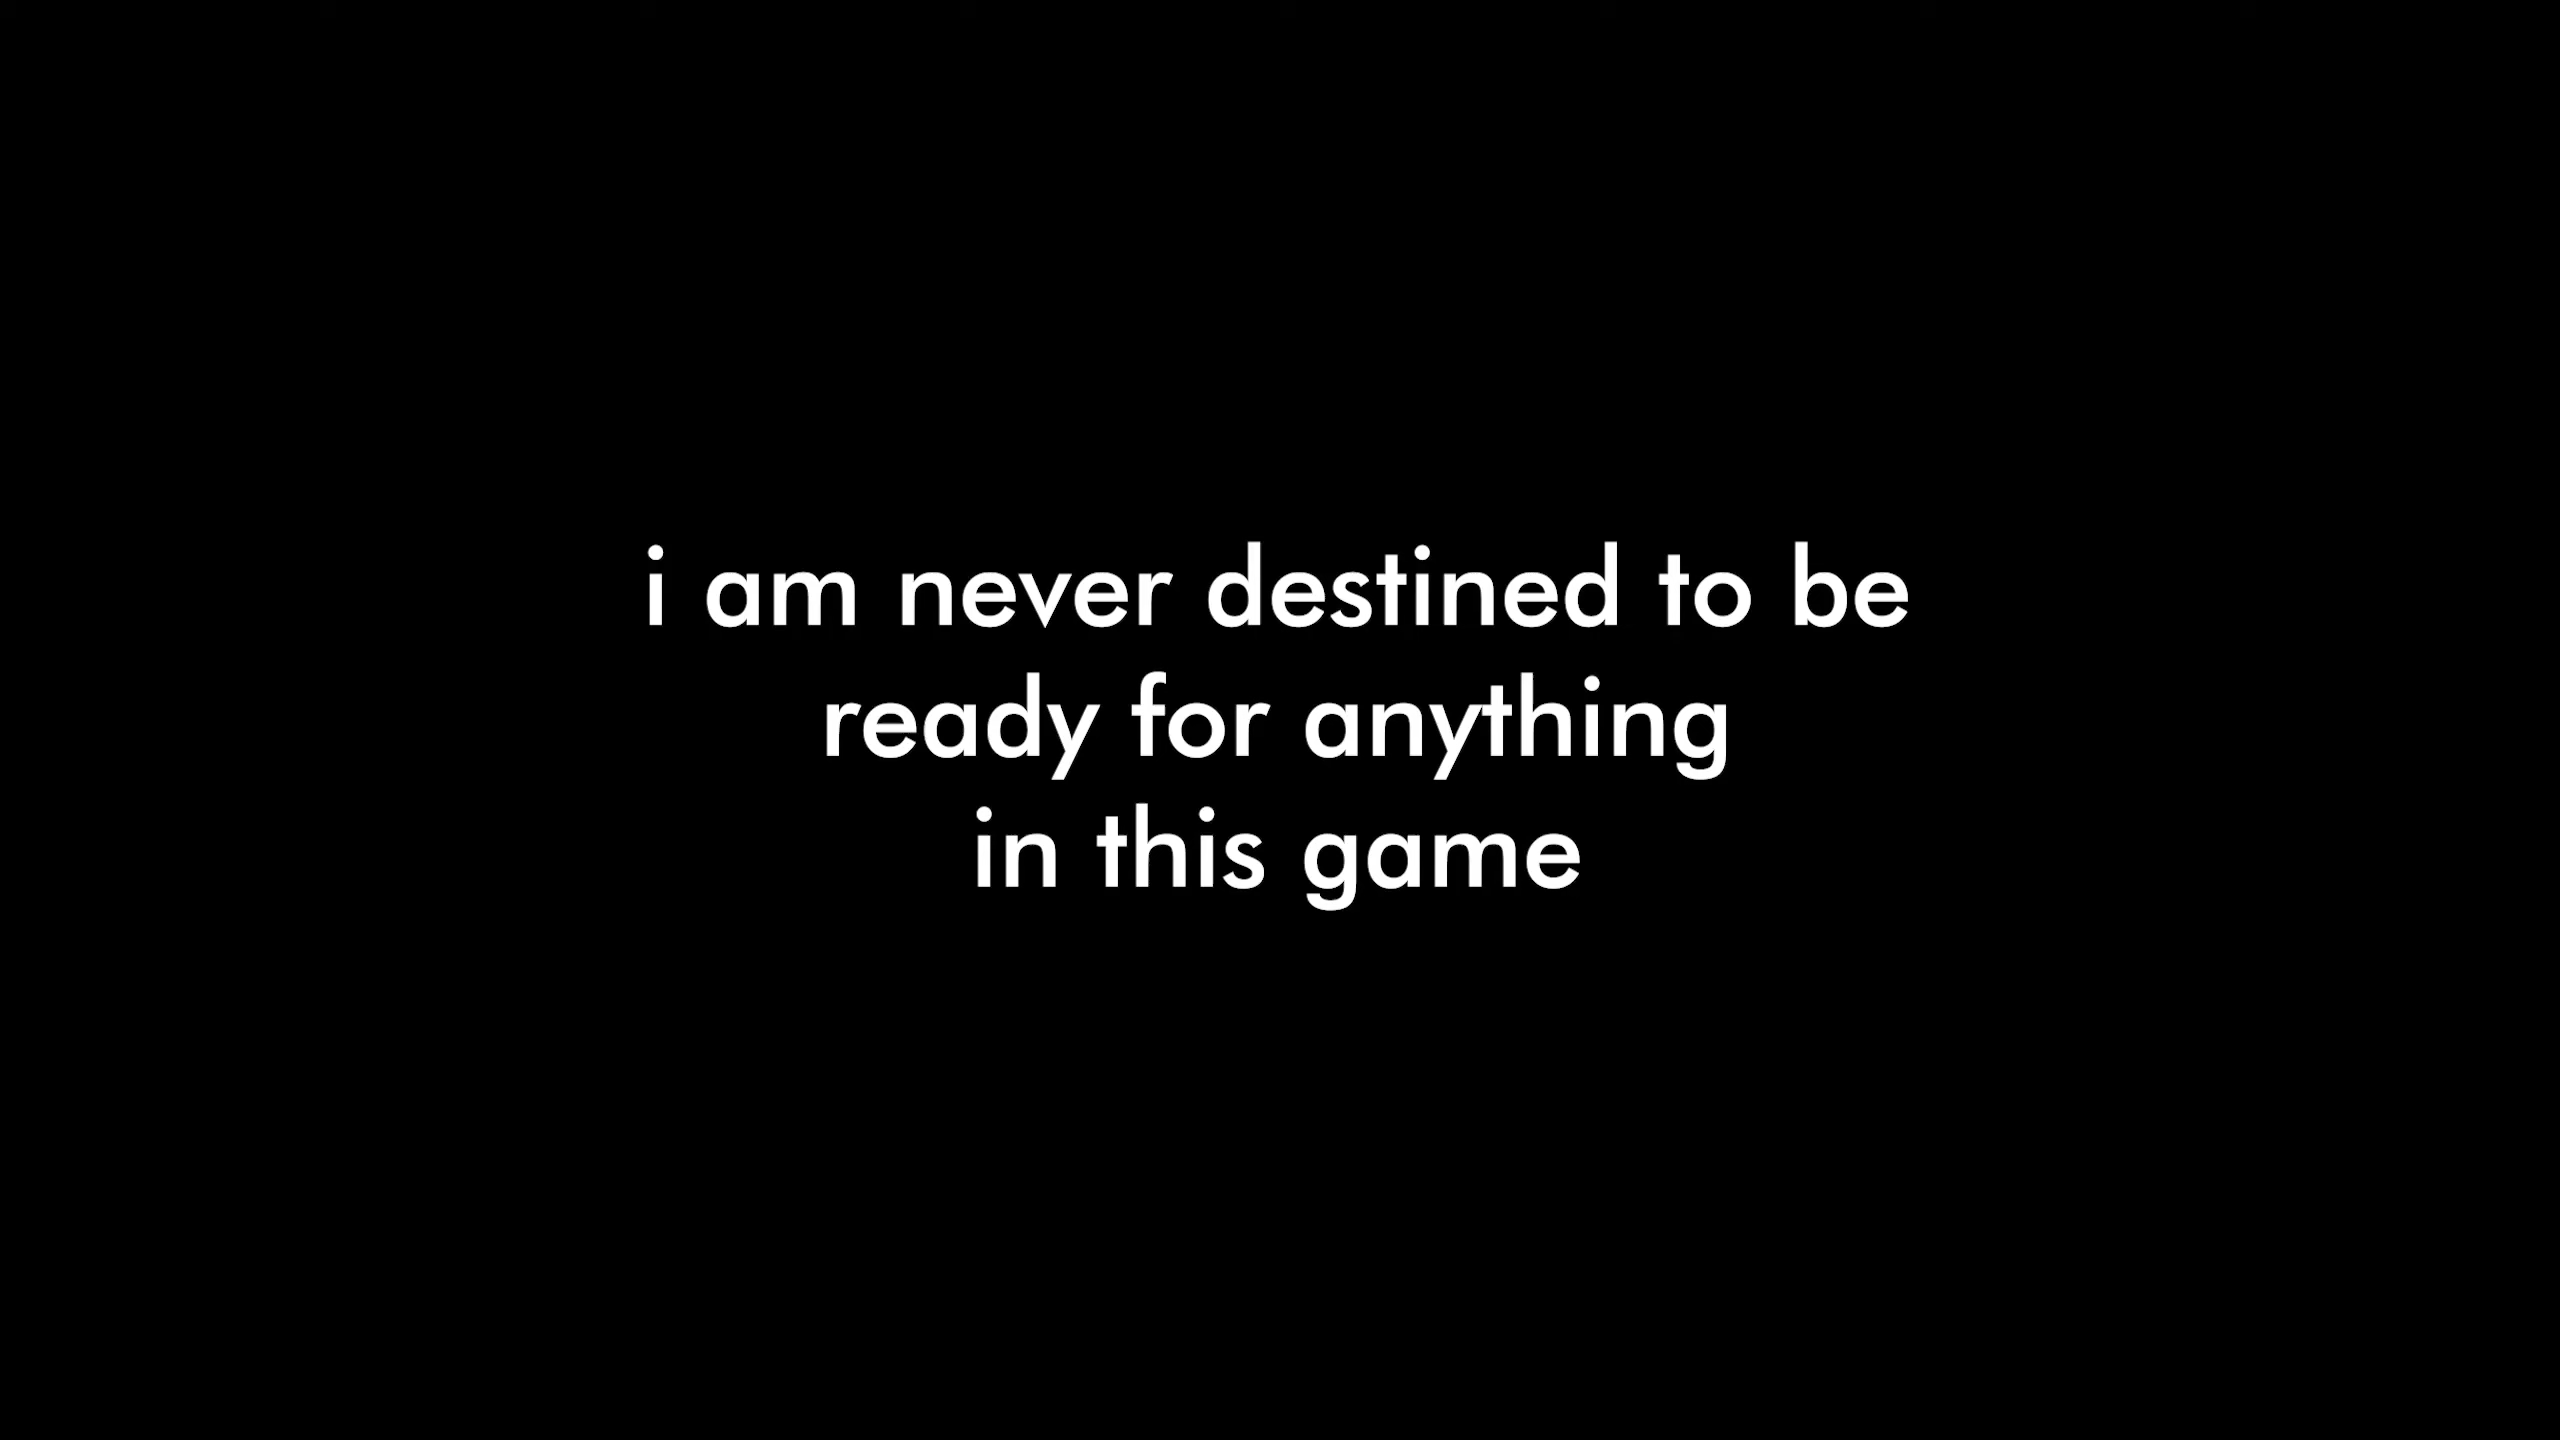 i am never destined to be
ready for anything
in this game